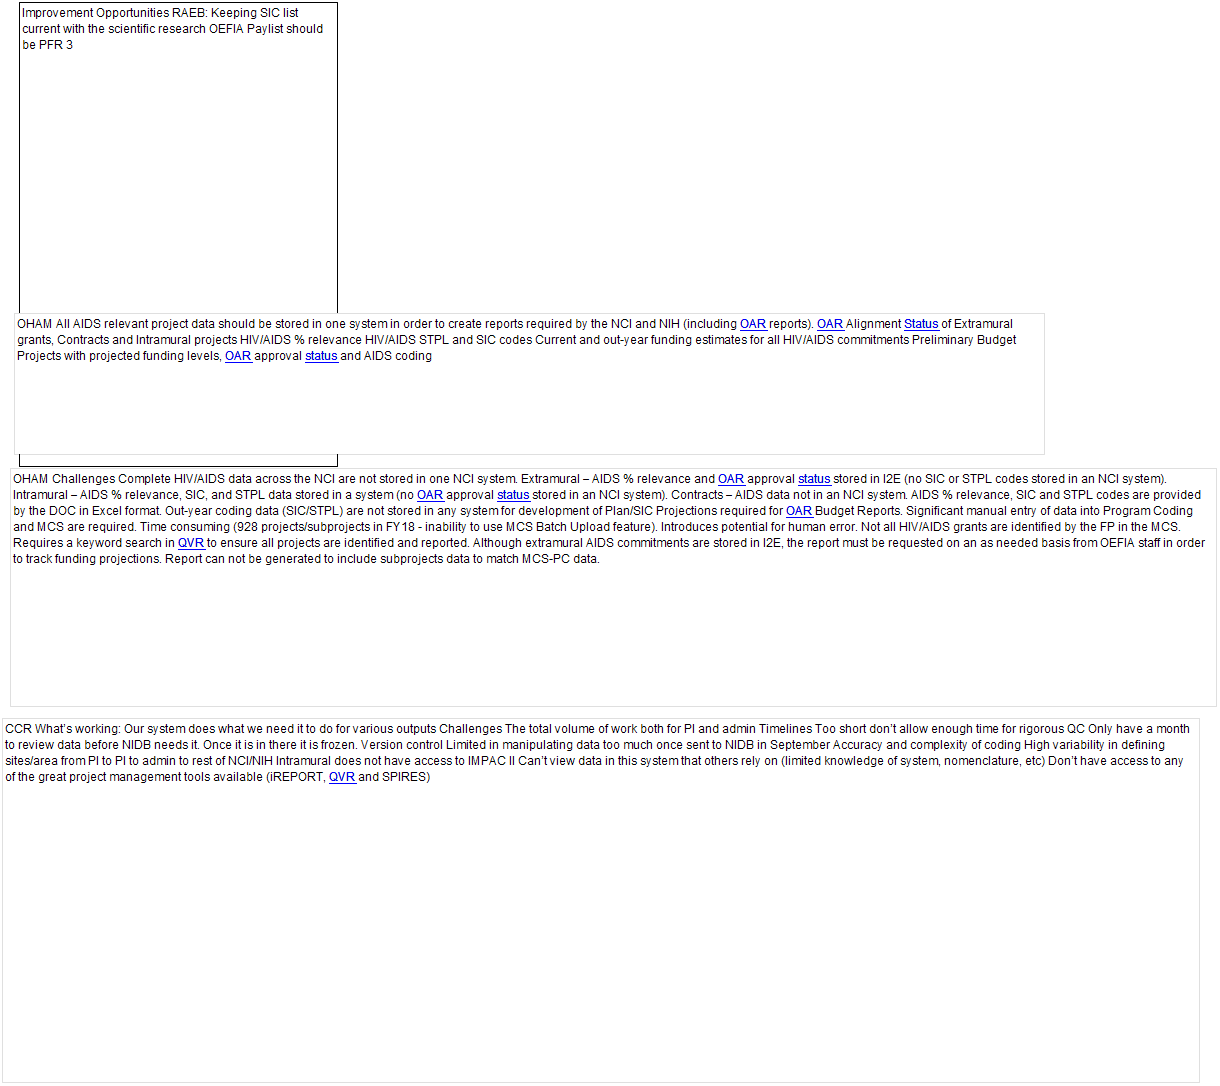 Improvement Opportunities RAEB: Keeping SIC list
current with the scientific research OEFIA Paylist should
be PFR 3
OHAM All AIDS relevant project data should be stored in one system in order to create reports required by the NCI and NIH (including OAR reports). OAR Alignment Status of Extramural
grants, Contracts and Intramural projects HIV/AIDS % relevance HIV/AIDS STPL and SIC codes Current and out-year funding estimates for all HIV/AIDS commitments Preliminary Budget
Projects with projected funding levels, OAR approval status and AIDS coding
OHAM Challenges Complete HIV/AIDS data across the NCI are not stored in one NCI system. Extramural – AIDS % relevance and OAR approval status stored in I2E (no SIC or STPL codes stored in an NCI system).
Intramural – AIDS % relevance, SIC, and STPL data stored in a system (no OAR approval status stored in an NCI system). Contracts – AIDS data not in an NCI system. AIDS % relevance, SIC and STPL codes are provided
by the DOC in Excel format. Out-year coding data (SIC/STPL) are not stored in any system for development of Plan/SIC Projections required for OAR Budget Reports. Significant manual entry of data into Program Coding
and MCS are required. Time consuming (928 projects/subprojects in FY18 - inability to use MCS Batch Upload feature). Introduces potential for human error. Not all HIV/AIDS grants are identified by the FP in the MCS.
Requires a keyword search in QVR to ensure all projects are identified and reported. Although extramural AIDS commitments are stored in I2E, the report must be requested on an as needed basis from OEFIA staff in order
to track funding projections. Report can not be generated to include subprojects data to match MCS-PC data.
CCR What's working: Our system does what we need it to do for various outputs Challenges The total volume of work both for PI and admin Timelines Too short don't allow enough time for rigorous QC Only have a month
to review data before NIDB needs it. Once it is in there it is frozen. Version control Limited in manipulating data too much once sent to NIDB in September Accuracy and complexity of coding High variability in defining
sites/area from PI to PI to admin to rest of NCI/NIH Intramural does not have access to IMPAC II Can't view data in this system that others rely on (limited knowledge of system, nomenclature, etc) Don't have access to any
of the great project management tools available (iREPORT, QVR and SPIRES)